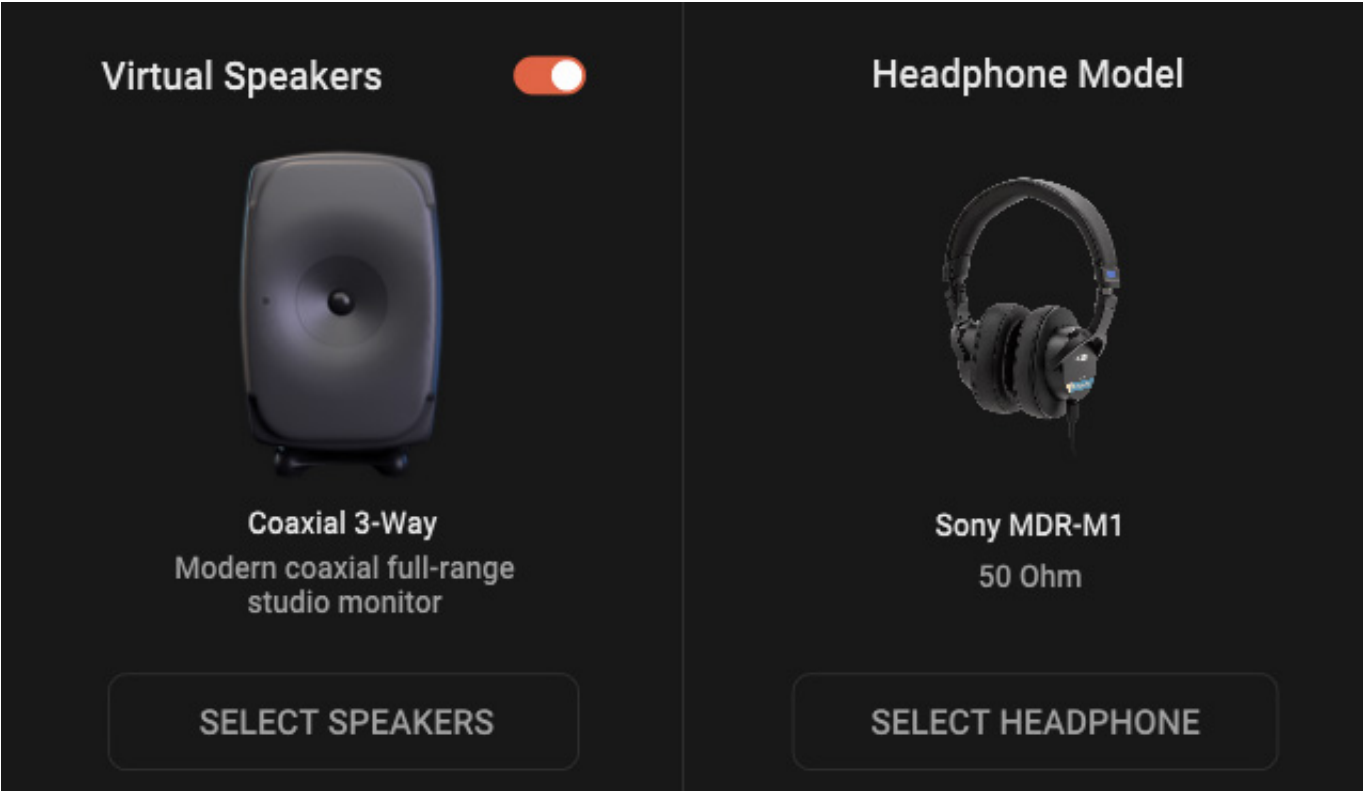 Virtual Speakers
Headphone Model
Coaxial 3-Way
Modern coaxial full-range
studio monitor
Sony MDR-M1
50 Ohm
SELECT SPEAKERS
SELECT HEADPHONE